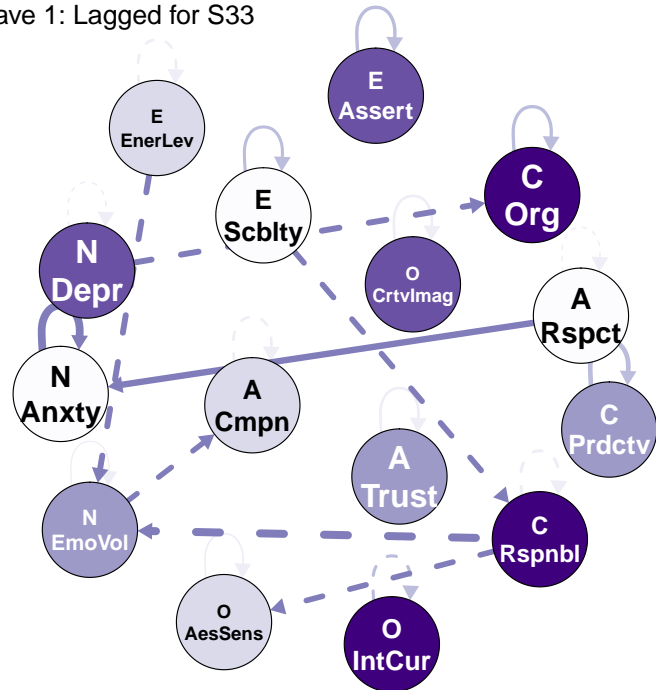 ave 1: Lagged for S33
E
Assert
E
EnerLev
C
Org
E
Scblty
N
Depr
O
CrtvImag
A
Rspct
N
Anxty
A
Cmpn
C
Prdctv
A
Trust
N
EmoVol
C
Rspnbl
O
AesSens
O
IntCur